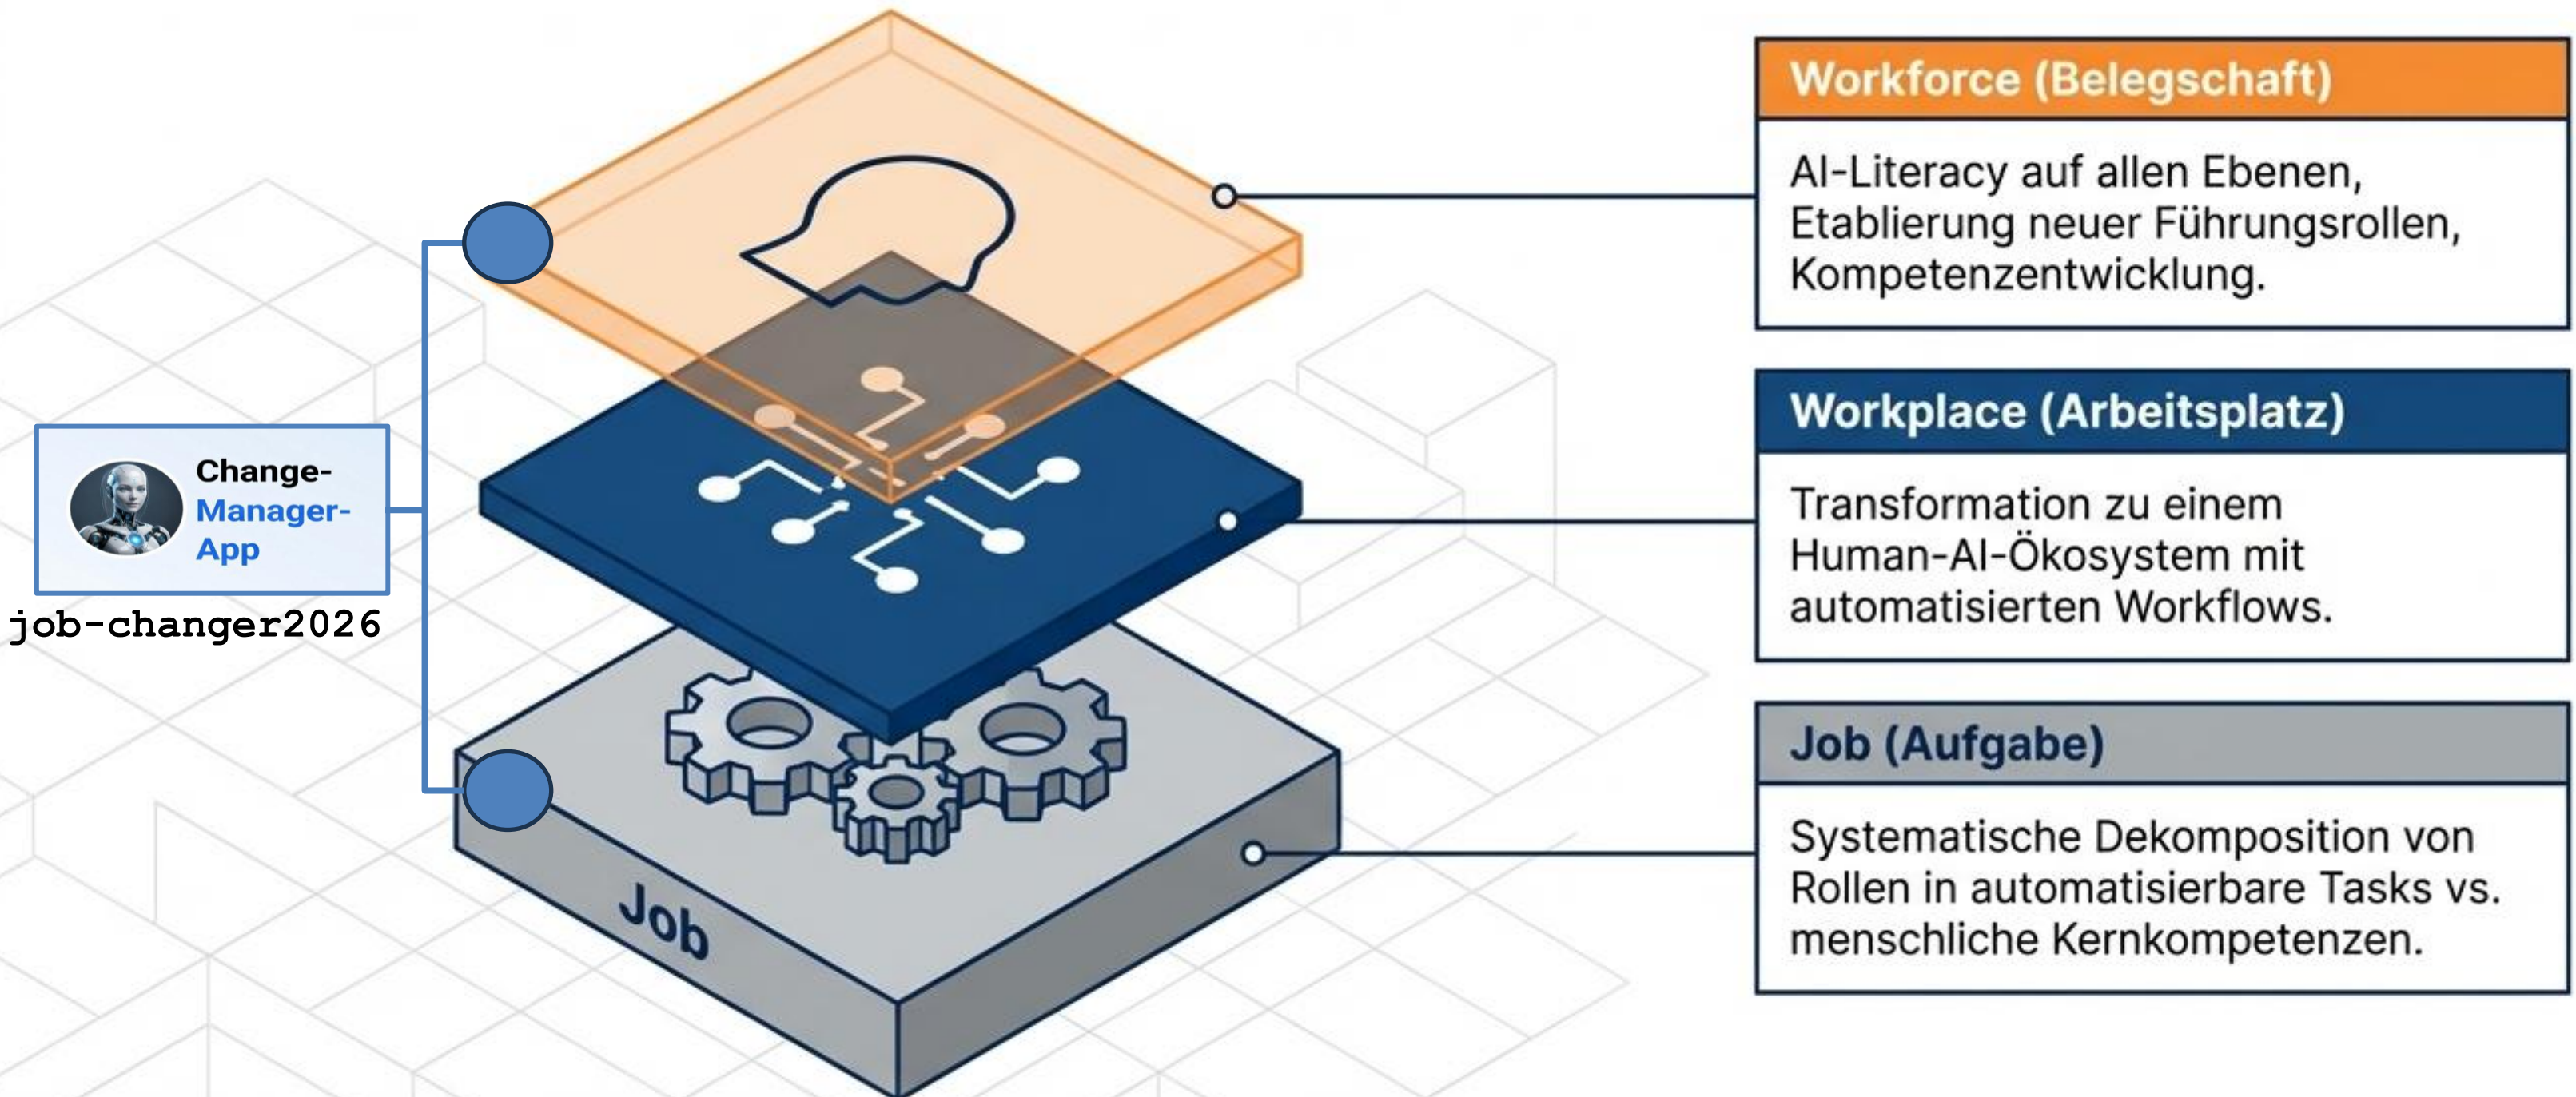 Change-
Manager-
App
job-changer2026
Job
Workforce (Belegschaft)
AI-Literacy auf allen Ebenen,
Etablierung neuer Führungsrollen,
Kompetenzentwicklung.
Workplace (Arbeitsplatz)
Transformation zu einem
Human-AI-Ökosystem mit
automatisierten Workflows.
Job (Aufgabe)
Systematische Dekomposition von
Rollen in automatisierbare Tasks vs.
menschliche Kernkompetenzen.